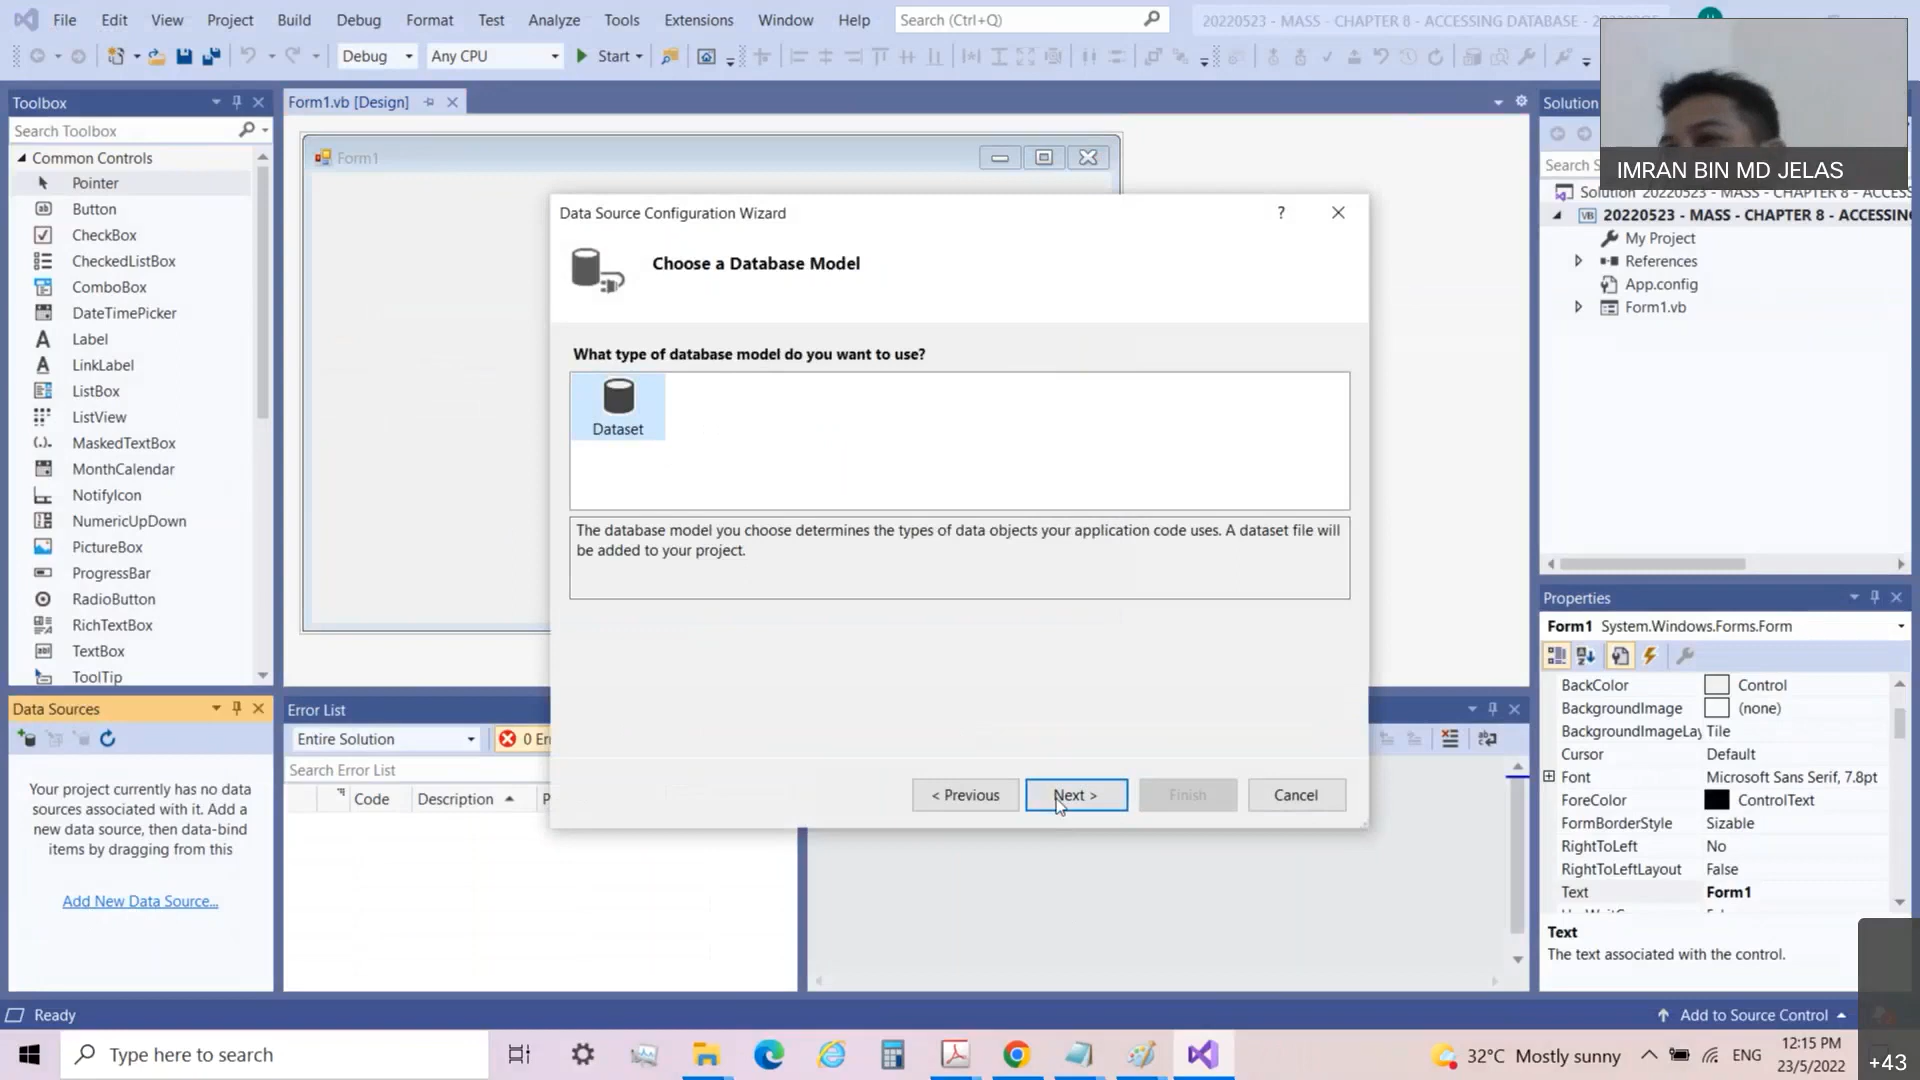 File Edit View Project Build Debug Format Test Analyze Tools Extensions Window Help Search (Ctrl+Q) 20220523 - MASS - CHAPTER 8 - ACCESSING DATABASE -
Debug Any CPU Start
Toolbox
Search Toolbox
Common Controls
Pointer
Button
CheckBox
CheckedListBox
ComboBox
DateTimePicker
Label
LinkLabel
ListBox
ListView
MaskedTextBox
MonthCalendar
NotifyIcon
NumericUpDown
PictureBox
ProgressBar
RadioButton
RichTextBox
TextBox
ToolTip
Form1.vb [Design]
Form1
Data Source Configuration Wizard
?
Choose a Database Model
What type of database model do you want to use?
Dataset
The database model you choose determines the types of data objects your application code uses. A dataset file will
be added to your project.
< Previous Next > Finish Cancel
Data Sources
Your project currently has no data
sources associated with it. Add a
new data source, then data-bind
items by dragging from this
Add New Data Source...
Error List
Entire Solution 0 Er
Search Error List
Code Description P
Solution
IMRAN BIN MD JELAS
Search S
Solution 20220523 - MASS - CHAPTER 8 - ACCESS
VB 20220523 - MASS - CHAPTER 8 - ACCESSING
My Project
References
App.config
Form1.vb
Properties
Form1 System.Windows.Forms.Form
BackColor Control
BackgroundImage (none)
BackgroundImageLay Tile
Cursor Default
Font Microsoft Sans Serif, 7.8pt
ForeColor ControlText
FormBorderStyle Sizable
RightToLeft No
RightToLeftLayout False
Text Form1
Text
The text associated with the control.
Ready
Add to Source Control
Type here to search
32°C Mostly sunny ENG
12:15 PM
23/5/2022
+43